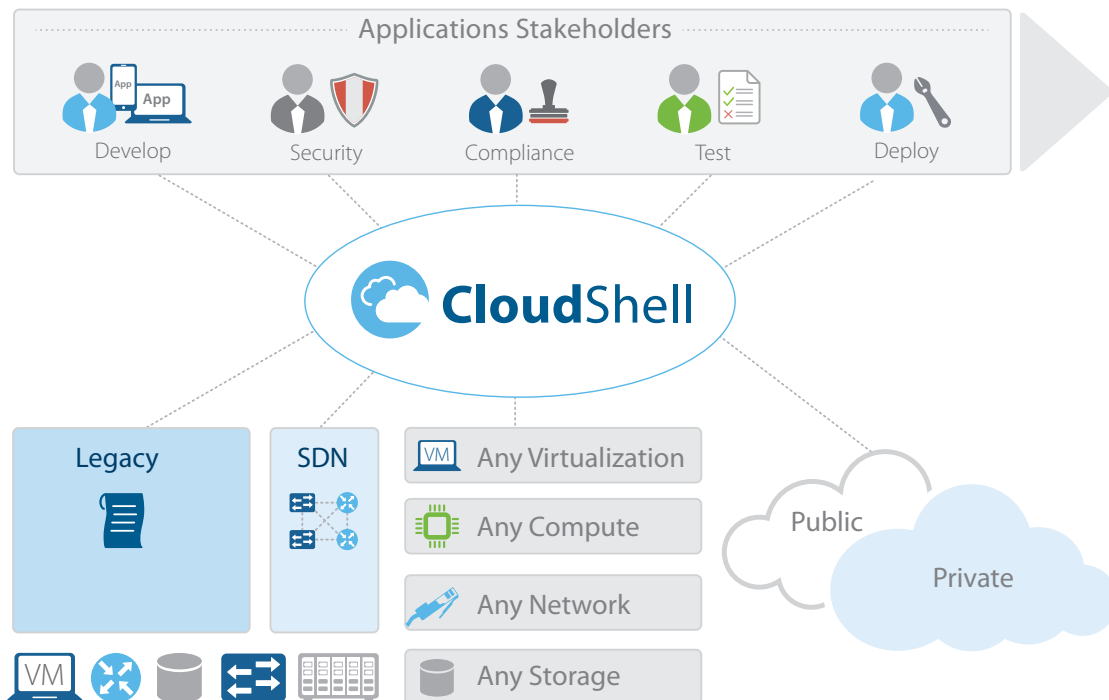 Applications Stakeholders
App
App
Develop
Security
Compliance
Test
Deploy
CloudShell
Legacy
SDN
VM
Any Virtualization
Any Compute
Any Network
Any Storage
Public
Private
VM